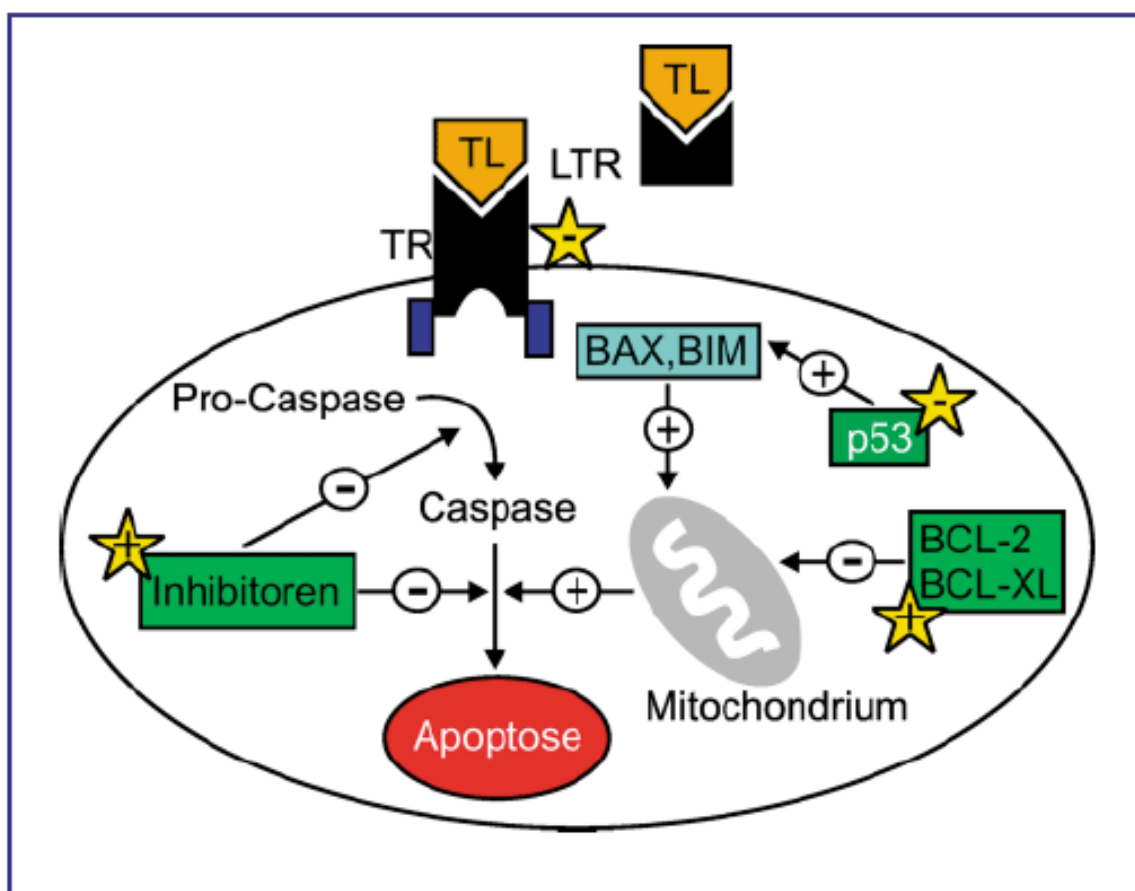 TL
TL
LTR
TR
-
BAX,BIM
+
-
p53
Pro-Caspase
+
-
Caspase
+
Inhibitoren
-
+
-
BCL-2
BCL-XL
+
Mitochondrium
Apoptose